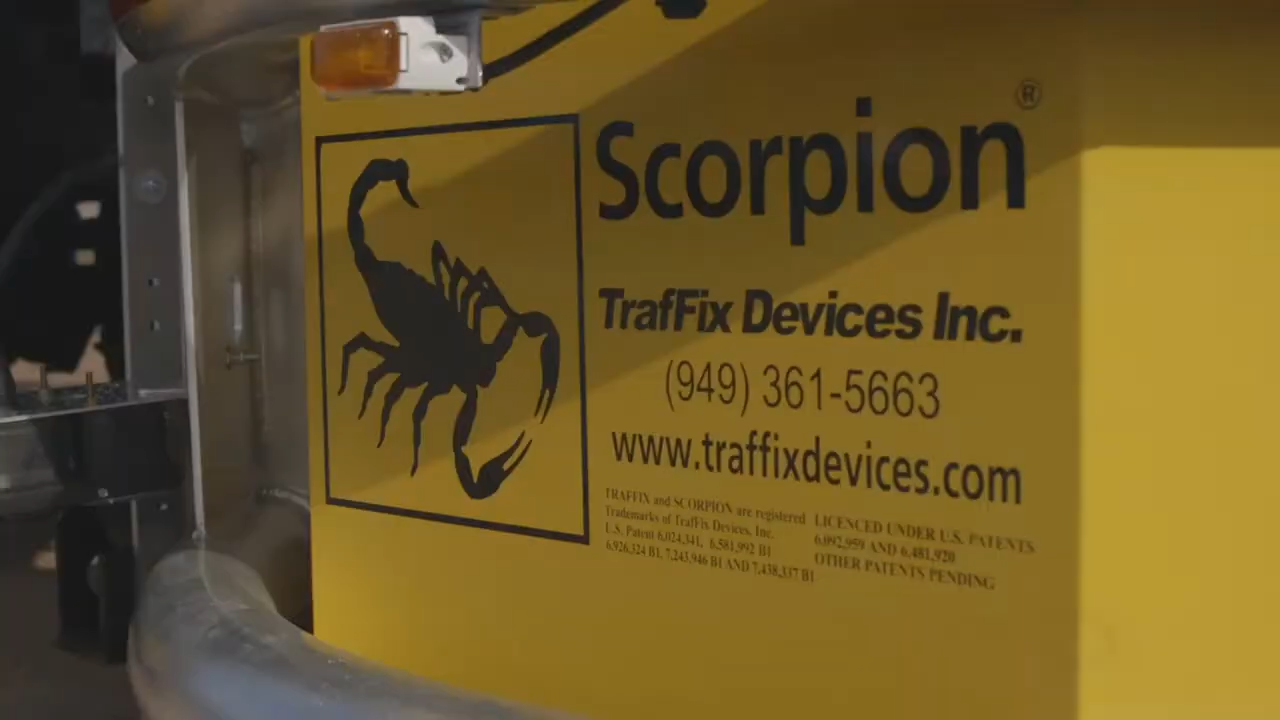 Scorpion®
TrafFix Devices Inc.
(949) 361-5663
www.traffixdevices.com
TRAFFIX and SCORPION are registered
Trademarks of TrafFix Devices, Inc.
U.S. Patent 6,024,341, 6,581,992 B1
6,926,324 B1, 7,243,946 B1 AND 7,438,337 B1
LICENCED UNDER U.S. PATENTS
6,092,959 AND 6,481,920
OTHER PATENTS PENDING